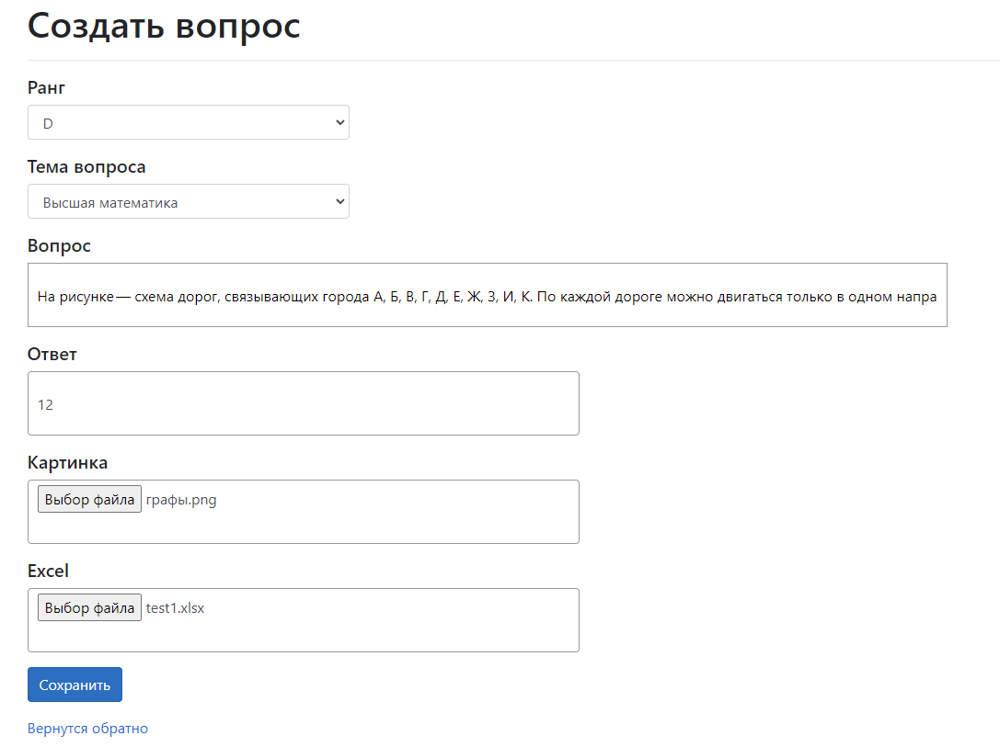 Создать вопрос
Ранг
D
Тема вопроса
Высшая математика
Вопрос
На рисунке — схема дорог, связывающих города А, Б, В, Г, Д, Е, Ж, З, И, К. По каждой дороге можно двигаться только в одном напра
Ответ
12
Картинка
Выбор файла графы.png
Excel
Выбор файла test1.xlsx
Сохранить
Вернутся обратно